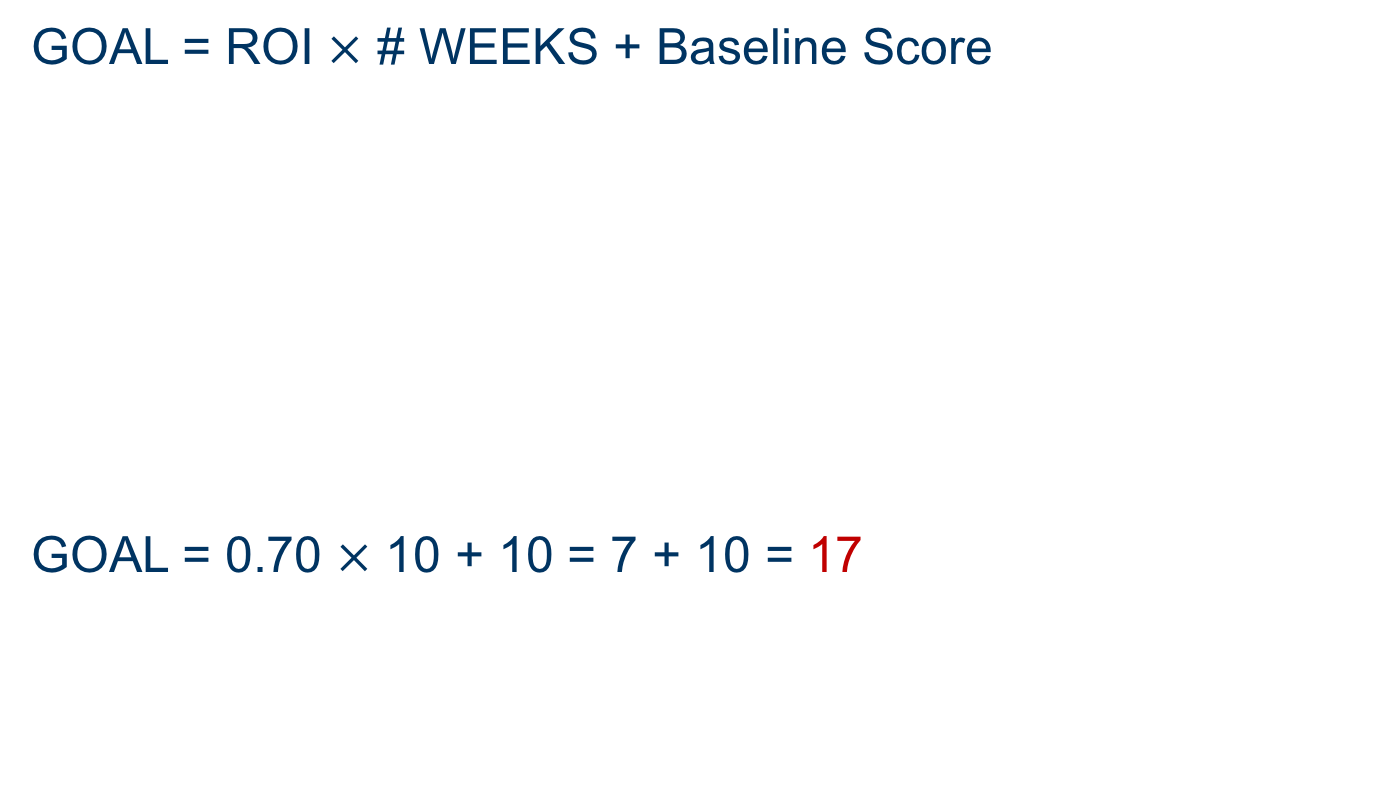 GOAL = ROI × # WEEKS + Baseline Score
GOAL = 0.70 × 10 + 10 = 7 + 10 = 17